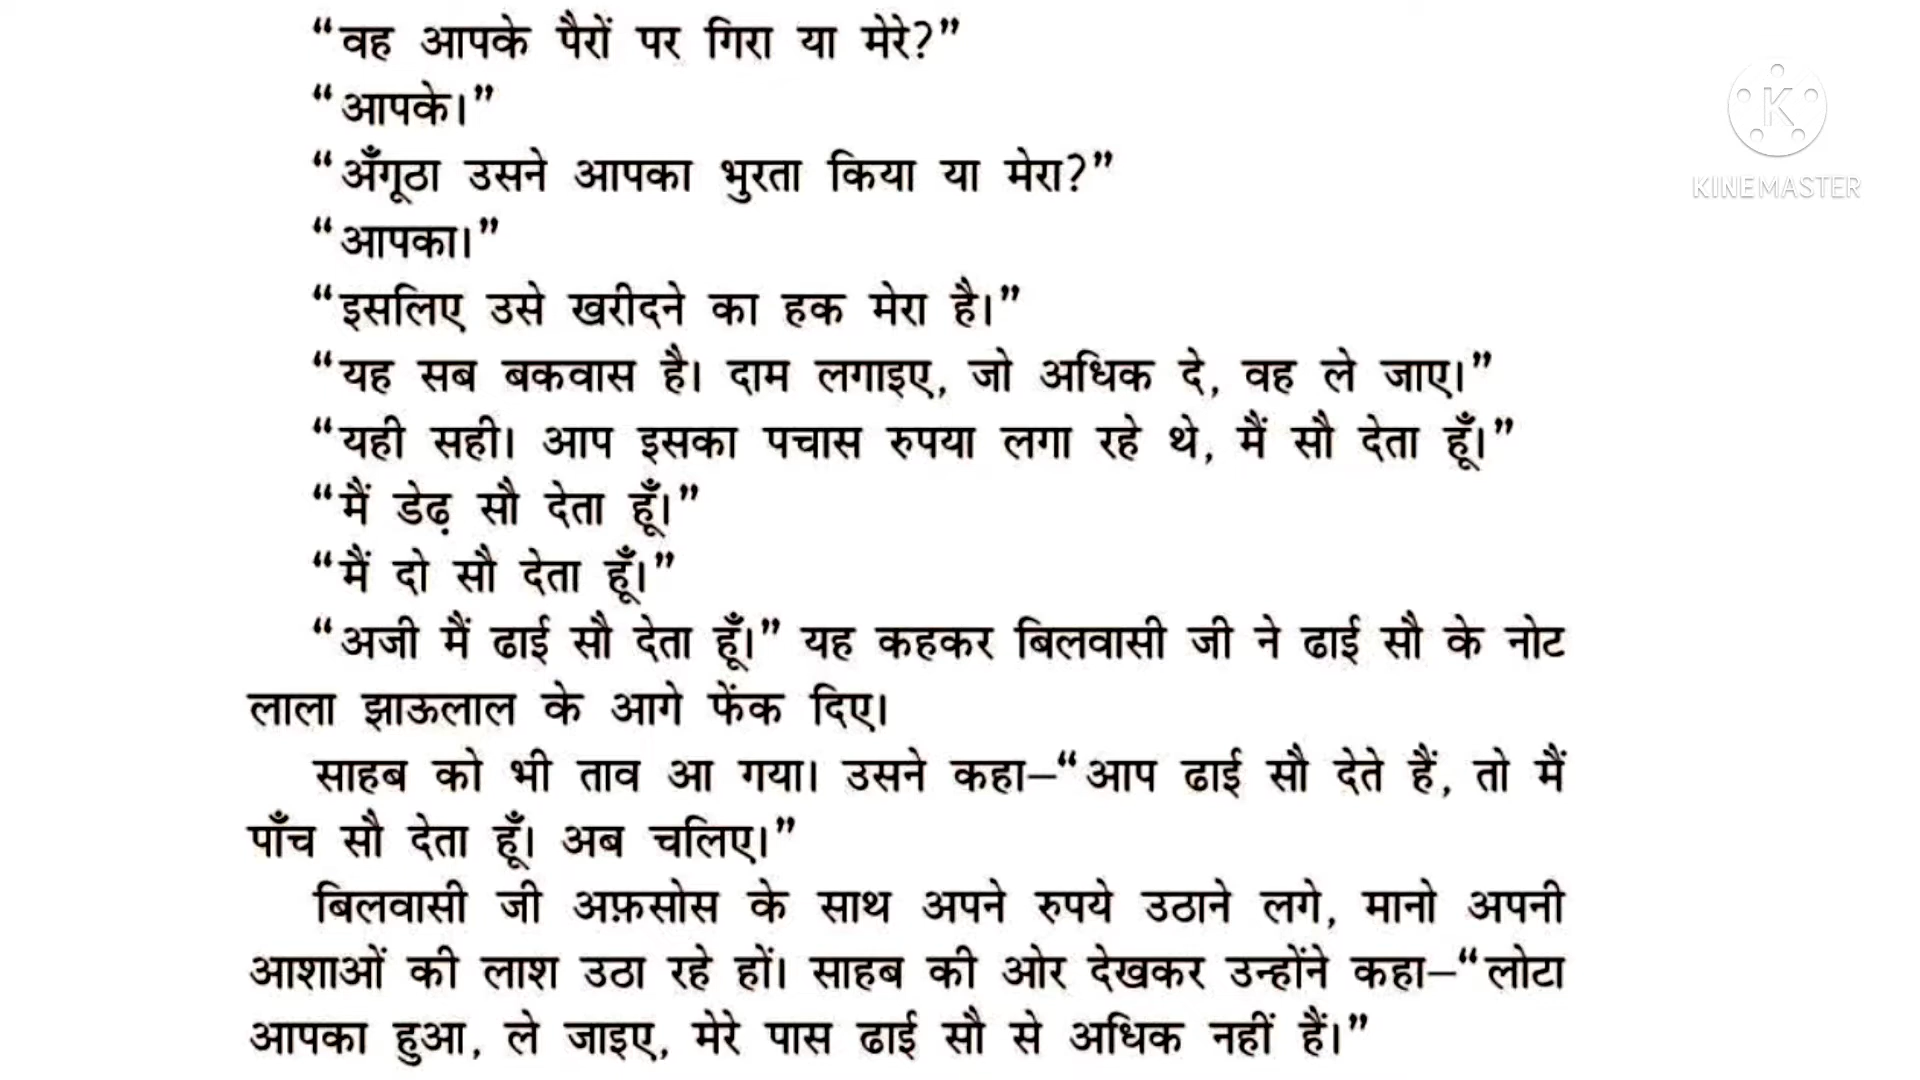 “वह आपके पैरों पर गिरा या मेरे?”
“आपके।”
“अँगूठा उसने आपका भुरता किया या मेरा?”
“आपका।”
“इसलिए उसे खरीदने का हक मेरा है।”
“यह सब बकवास है। दाम लगाइए, जो अधिक दे, वह ले जाए।”
“यही सही। आप इसका पचास रुपया लगा रहे थे, मैं सौ देता हूँ।”
“मैं डेढ़ सौ देता हूँ।”
“मैं दो सौ देता हूँ।”
“अजी मैं ढाई सौ देता हूँ।” यह कहकर बिलवासी जी ने ढाई सौ के नोट
लाला झाऊलाल के आगे फेंक दिए।
साहब को भी ताव आ गया। उसने कहा–“आप ढाई सौ देते हैं, तो मैं
पाँच सौ देता हूँ। अब चलिए।”
बिलवासी जी अफ़सोस के साथ अपने रुपये उठाने लगे, मानो अपनी
आशाओं की लाश उठा रहे हों। साहब की ओर देखकर उन्होंने कहा–“लोटा
आपका हुआ, ले जाइए, मेरे पास ढाई सौ से अधिक नहीं हैं।”
K
KINEMASTER